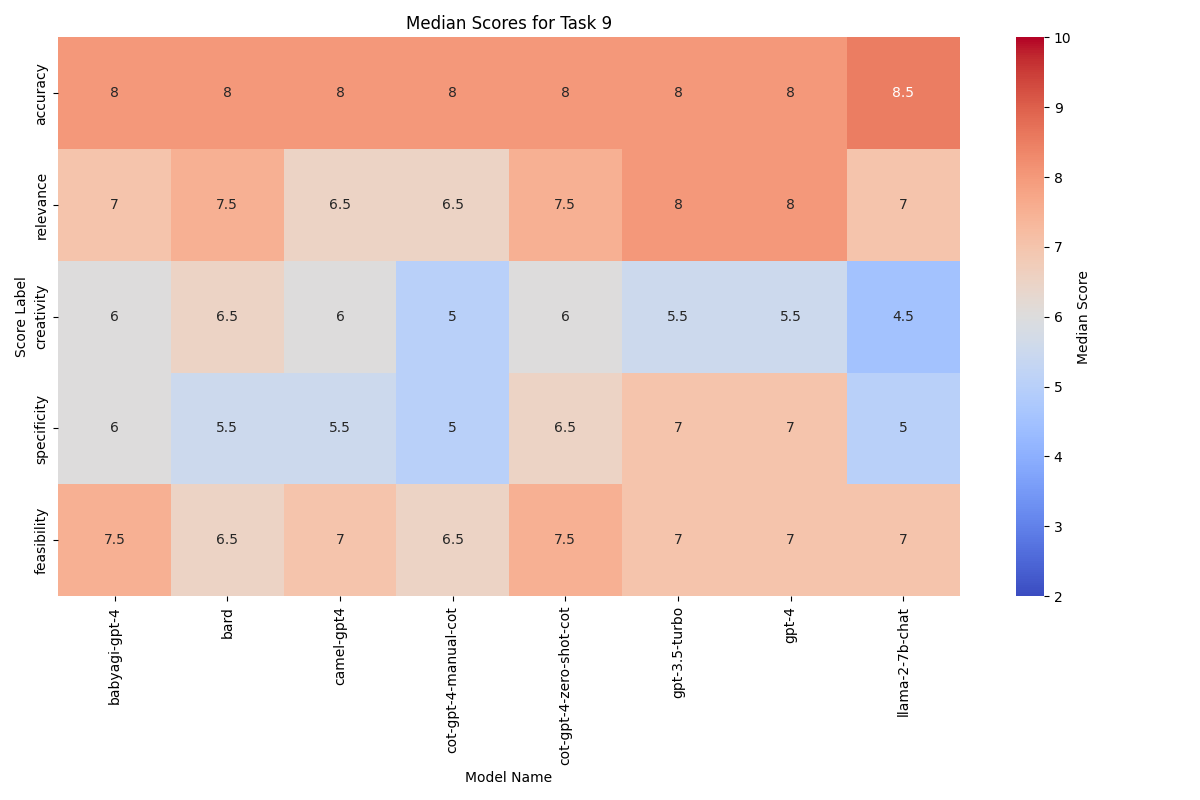 Median Scores for Task 9
Score Label
accuracy 8 8 8 8 8 8 8 8.5
relevance 7 7.5 6.5 6.5 7.5 8 8 7
creativity 6 6.5 6 5 6 5.5 5.5 4.5
specificity 6 5.5 5.5 5 6.5 7 7 5
feasibility 7.5 6.5 7 6.5 7.5 7 7 7
babyagi-gpt-4
bard
camel-gpt4
cot-gpt-4-manual-cot
cot-gpt-4-zero-shot-cot
gpt-3.5-turbo
gpt-4
llama-2-7b-chat
Model Name
10
9
8
7
6
5
4
3
2
Median Score